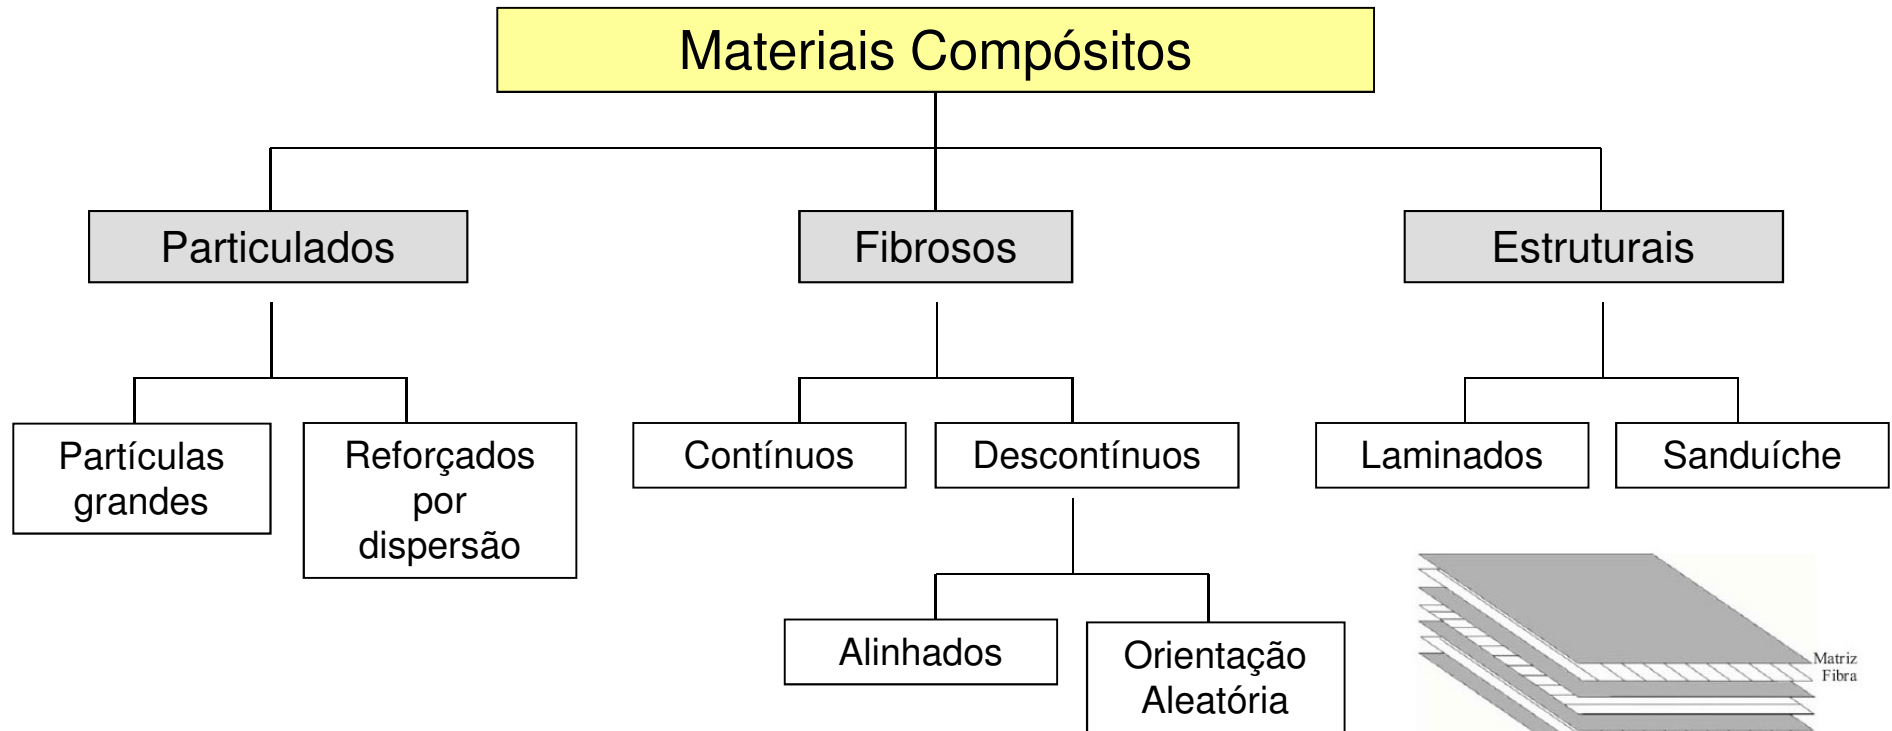 Materiais Compósitos
Particulados
Fibrosos
Estruturais
Partículas
grandes
Reforçados
por
dispersão
Contínuos
Descontínuos
Laminados
Sanduíche
Alinhados
Orientação
Aleatória
Matriz
Fibra